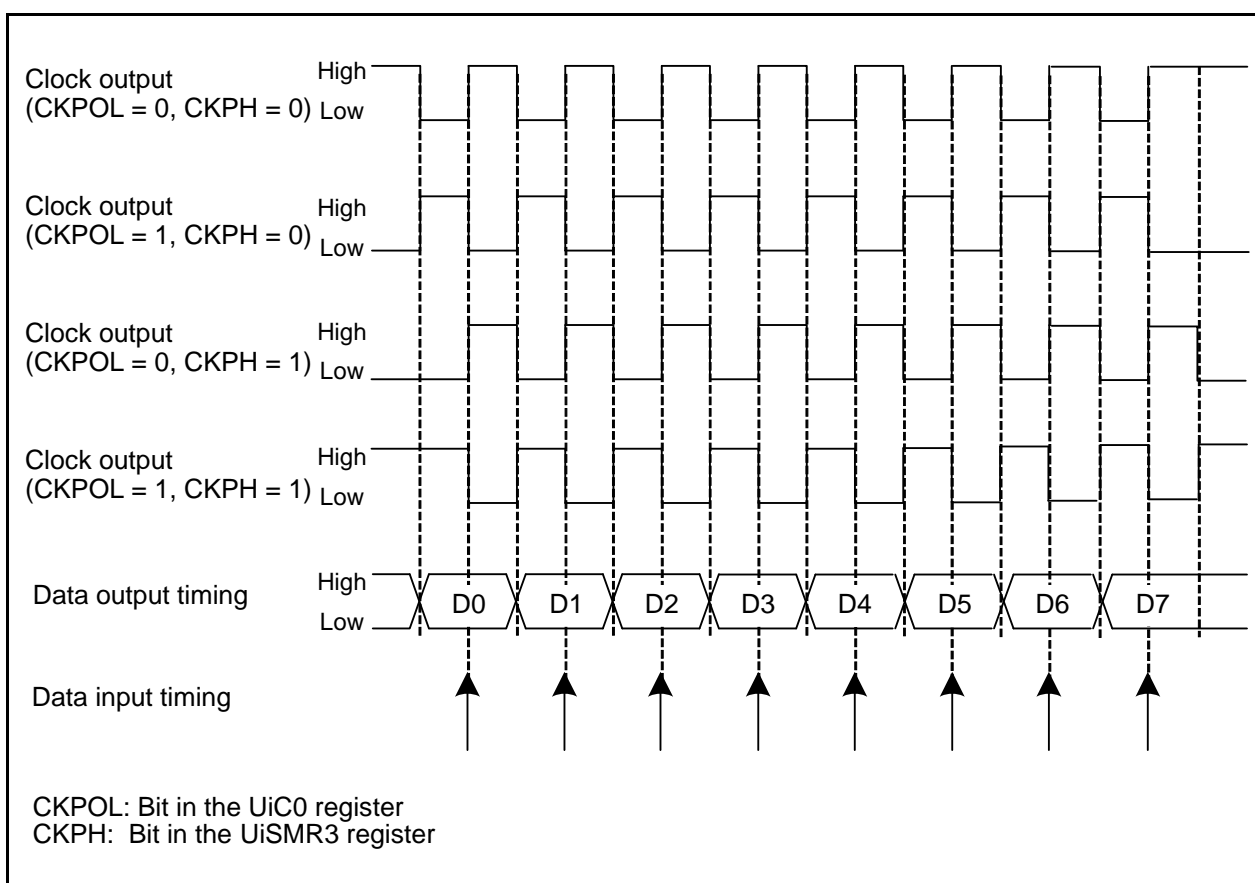 Clock output
(CKPOL = 0, CKPH = 0)
High
Low
Clock output
(CKPOL = 1, CKPH = 0)
High
Low
Clock output
(CKPOL = 0, CKPH = 1)
High
Low
Clock output
(CKPOL = 1, CKPH = 1)
High
Low
Data output timing
High
Low
D0 D1 D2 D3 D4 D5 D6 D7
Data input timing
CKPOL: Bit in the UiC0 register
CKPH: Bit in the UiSMR3 register